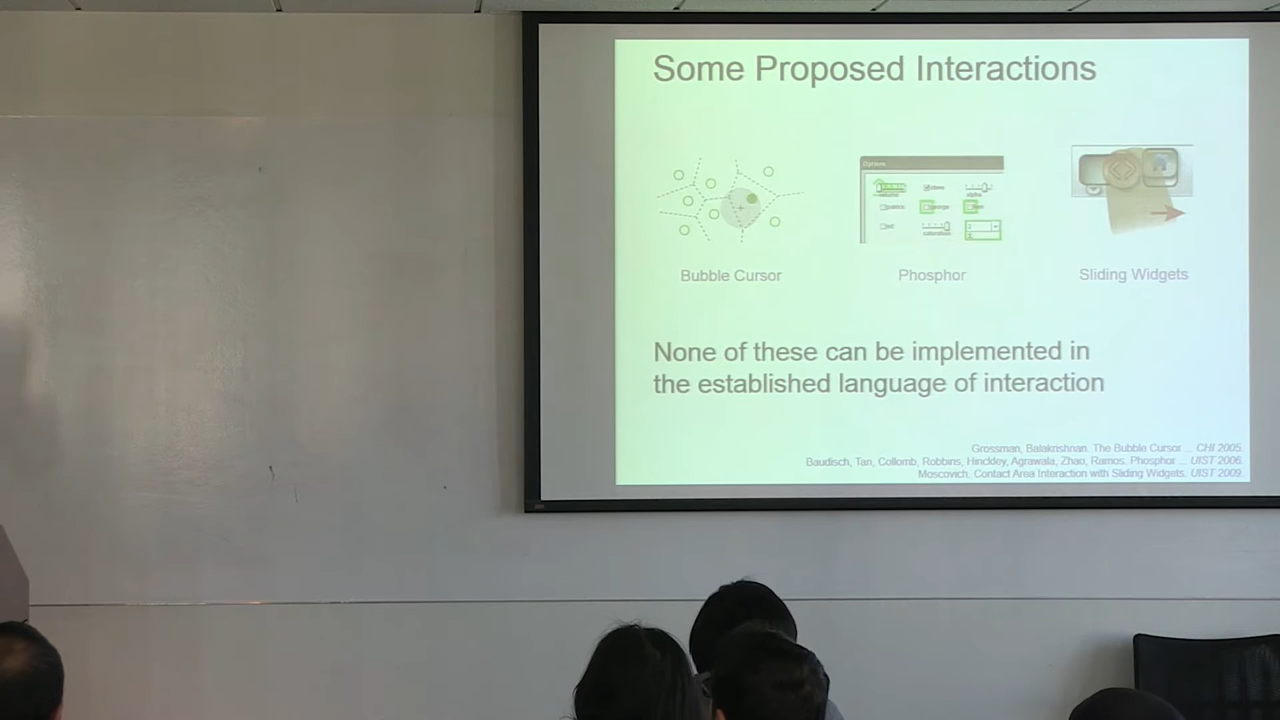 Some Proposed Interactions
Options
Bubble Cursor
Phosphor
Sliding Widgets
None of these can be implemented in
the established language of interaction
Grossman, Balakrishnan. The Bubble Cursor ... CHI 2005.
Baudisch, Tan, Collomb, Robbins, Hinckley, Agrawala, Zhao, Ramos. Phosphor ... UIST 2006.
Moscovich. Contact Area Interaction with Sliding Widgets. UIST 2009.